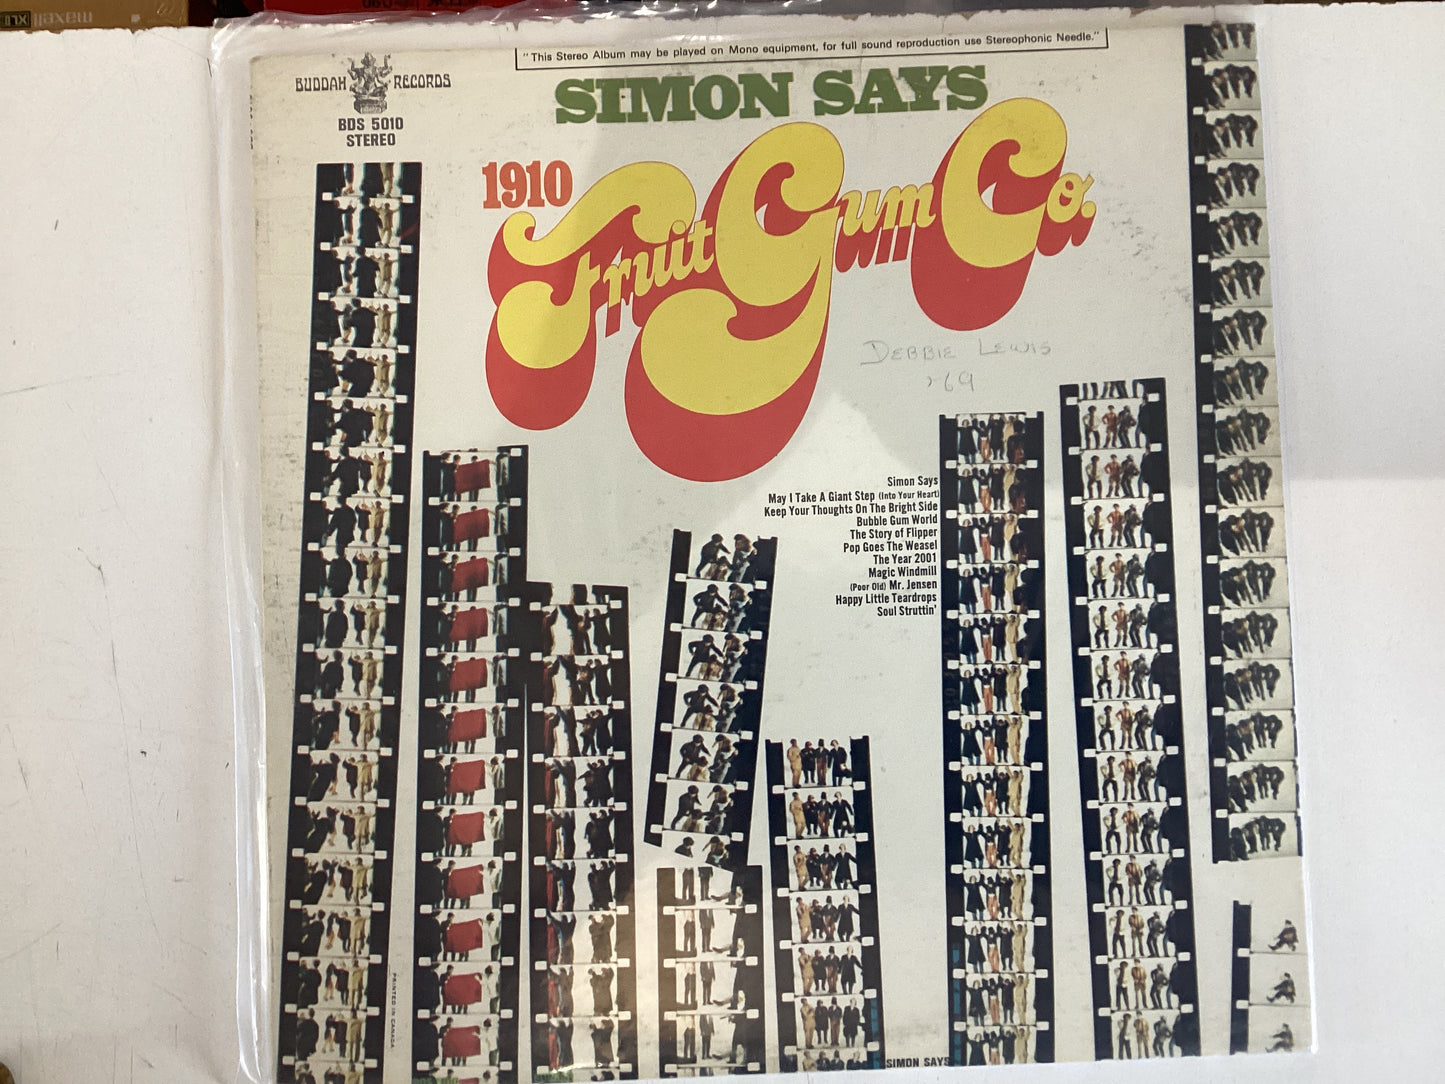 maxell XLII
"This Stereo Album may be played on Mono equipment, for full sound reproduction use Stereophonic Needle."
BUDDAH RECORDS
BDS 5010
STEREO
SIMON SAYS
1910
Fruit Gum Co.
DEBBIE LEWIS
'69
Simon Says
May I Take A Giant Step (Into Your Heart)
Keep Your Thoughts On The Bright Side
Bubble Gum World
The Story of Flipper
Pop Goes The Weasel
The Year 2001
Magic Windmill
(Poor Old) Mr. Jensen
Happy Little Teardrops
Soul Struttin'
PRINTED IN CANADA
SIMON SAYS